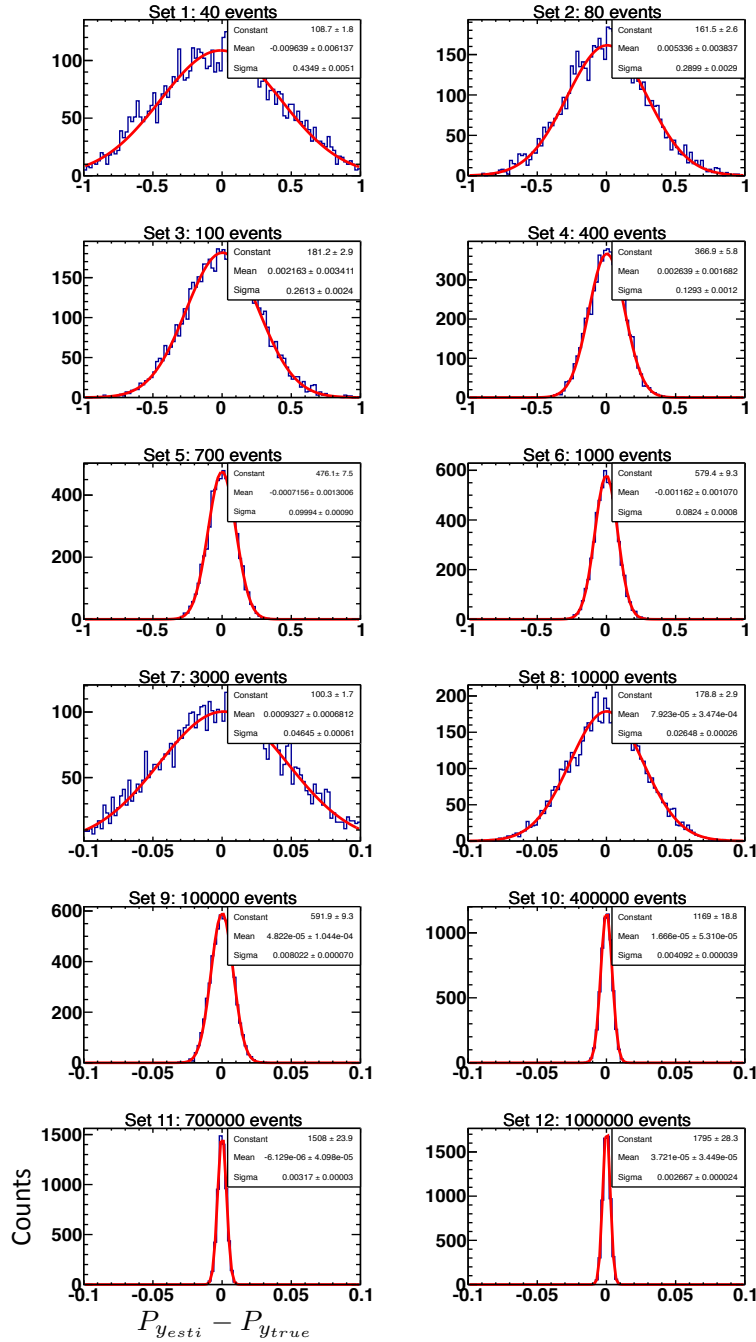 Set 1: 40 events
Constant 108.7 ± 1.8
Mean -0.009639 ± 0.006137
Sigma 0.4349 ± 0.0051
100
50
0
-1 -0.5 0 0.5 1
Set 2: 80 events
Constant 161.5 ± 2.6
Mean 0.005336 ± 0.003837
Sigma 0.2899 ± 0.0029
150
100
50
0
-1 -0.5 0 0.5 1
Set 3: 100 events
Constant 181.2 ± 2.9
Mean 0.002163 ± 0.003411
Sigma 0.2613 ± 0.0024
150
100
50
0
-1 -0.5 0 0.5 1
Set 4: 400 events
Constant 366.9 ± 5.8
Mean 0.002639 ± 0.001682
Sigma 0.1293 ± 0.0012
300
200
100
0
-1 -0.5 0 0.5 1
Set 5: 700 events
Constant 476.1 ± 7.5
Mean -0.0007156 ± 0.0013006
Sigma 0.09994 ± 0.00090
400
200
0
-1 -0.5 0 0.5 1
Set 6: 1000 events
Constant 579.4 ± 9.3
Mean -0.001162 ± 0.001070
Sigma 0.0824 ± 0.0008
600
400
200
0
-1 -0.5 0 0.5 1
Set 7: 3000 events
Constant 100.3 ± 1.7
Mean 0.0009327 ± 0.0006812
Sigma 0.04645 ± 0.00061
100
50
-0.1 -0.05 0 0.05 0.1
Set 8: 10000 events
Constant 178.8 ± 2.9
Mean 7.923e-05 ± 3.474e-04
Sigma 0.02648 ± 0.00026
200
150
100
50
0
-0.1 -0.05 0 0.05 0.1
Set 9: 100000 events
Constant 591.9 ± 9.3
Mean 4.822e-05 ± 1.044e-04
Sigma 0.008022 ± 0.000070
600
400
200
0
-0.1 -0.05 0 0.05 0.1
Set 10: 400000 events
Constant 1169 ± 18.8
Mean 1.666e-05 ± 5.310e-05
Sigma 0.004092 ± 0.000039
1000
500
0
-0.1 -0.05 0 0.05 0.1
Set 11: 700000 events
Constant 1508 ± 23.9
Mean -6.129e-06 ± 4.098e-05
Sigma 0.00317 ± 0.00003
1500
1000
500
0
-0.1 -0.05 0 0.05 0.1
Counts
Set 12: 1000000 events
Constant 1795 ± 28.3
Mean 3.721e-05 ± 3.449e-05
Sigma 0.002667 ± 0.000024
1500
1000
500
0
-0.1 -0.05 0 0.05 0.1
P_{y_{esti}} − P_{y_{true}}